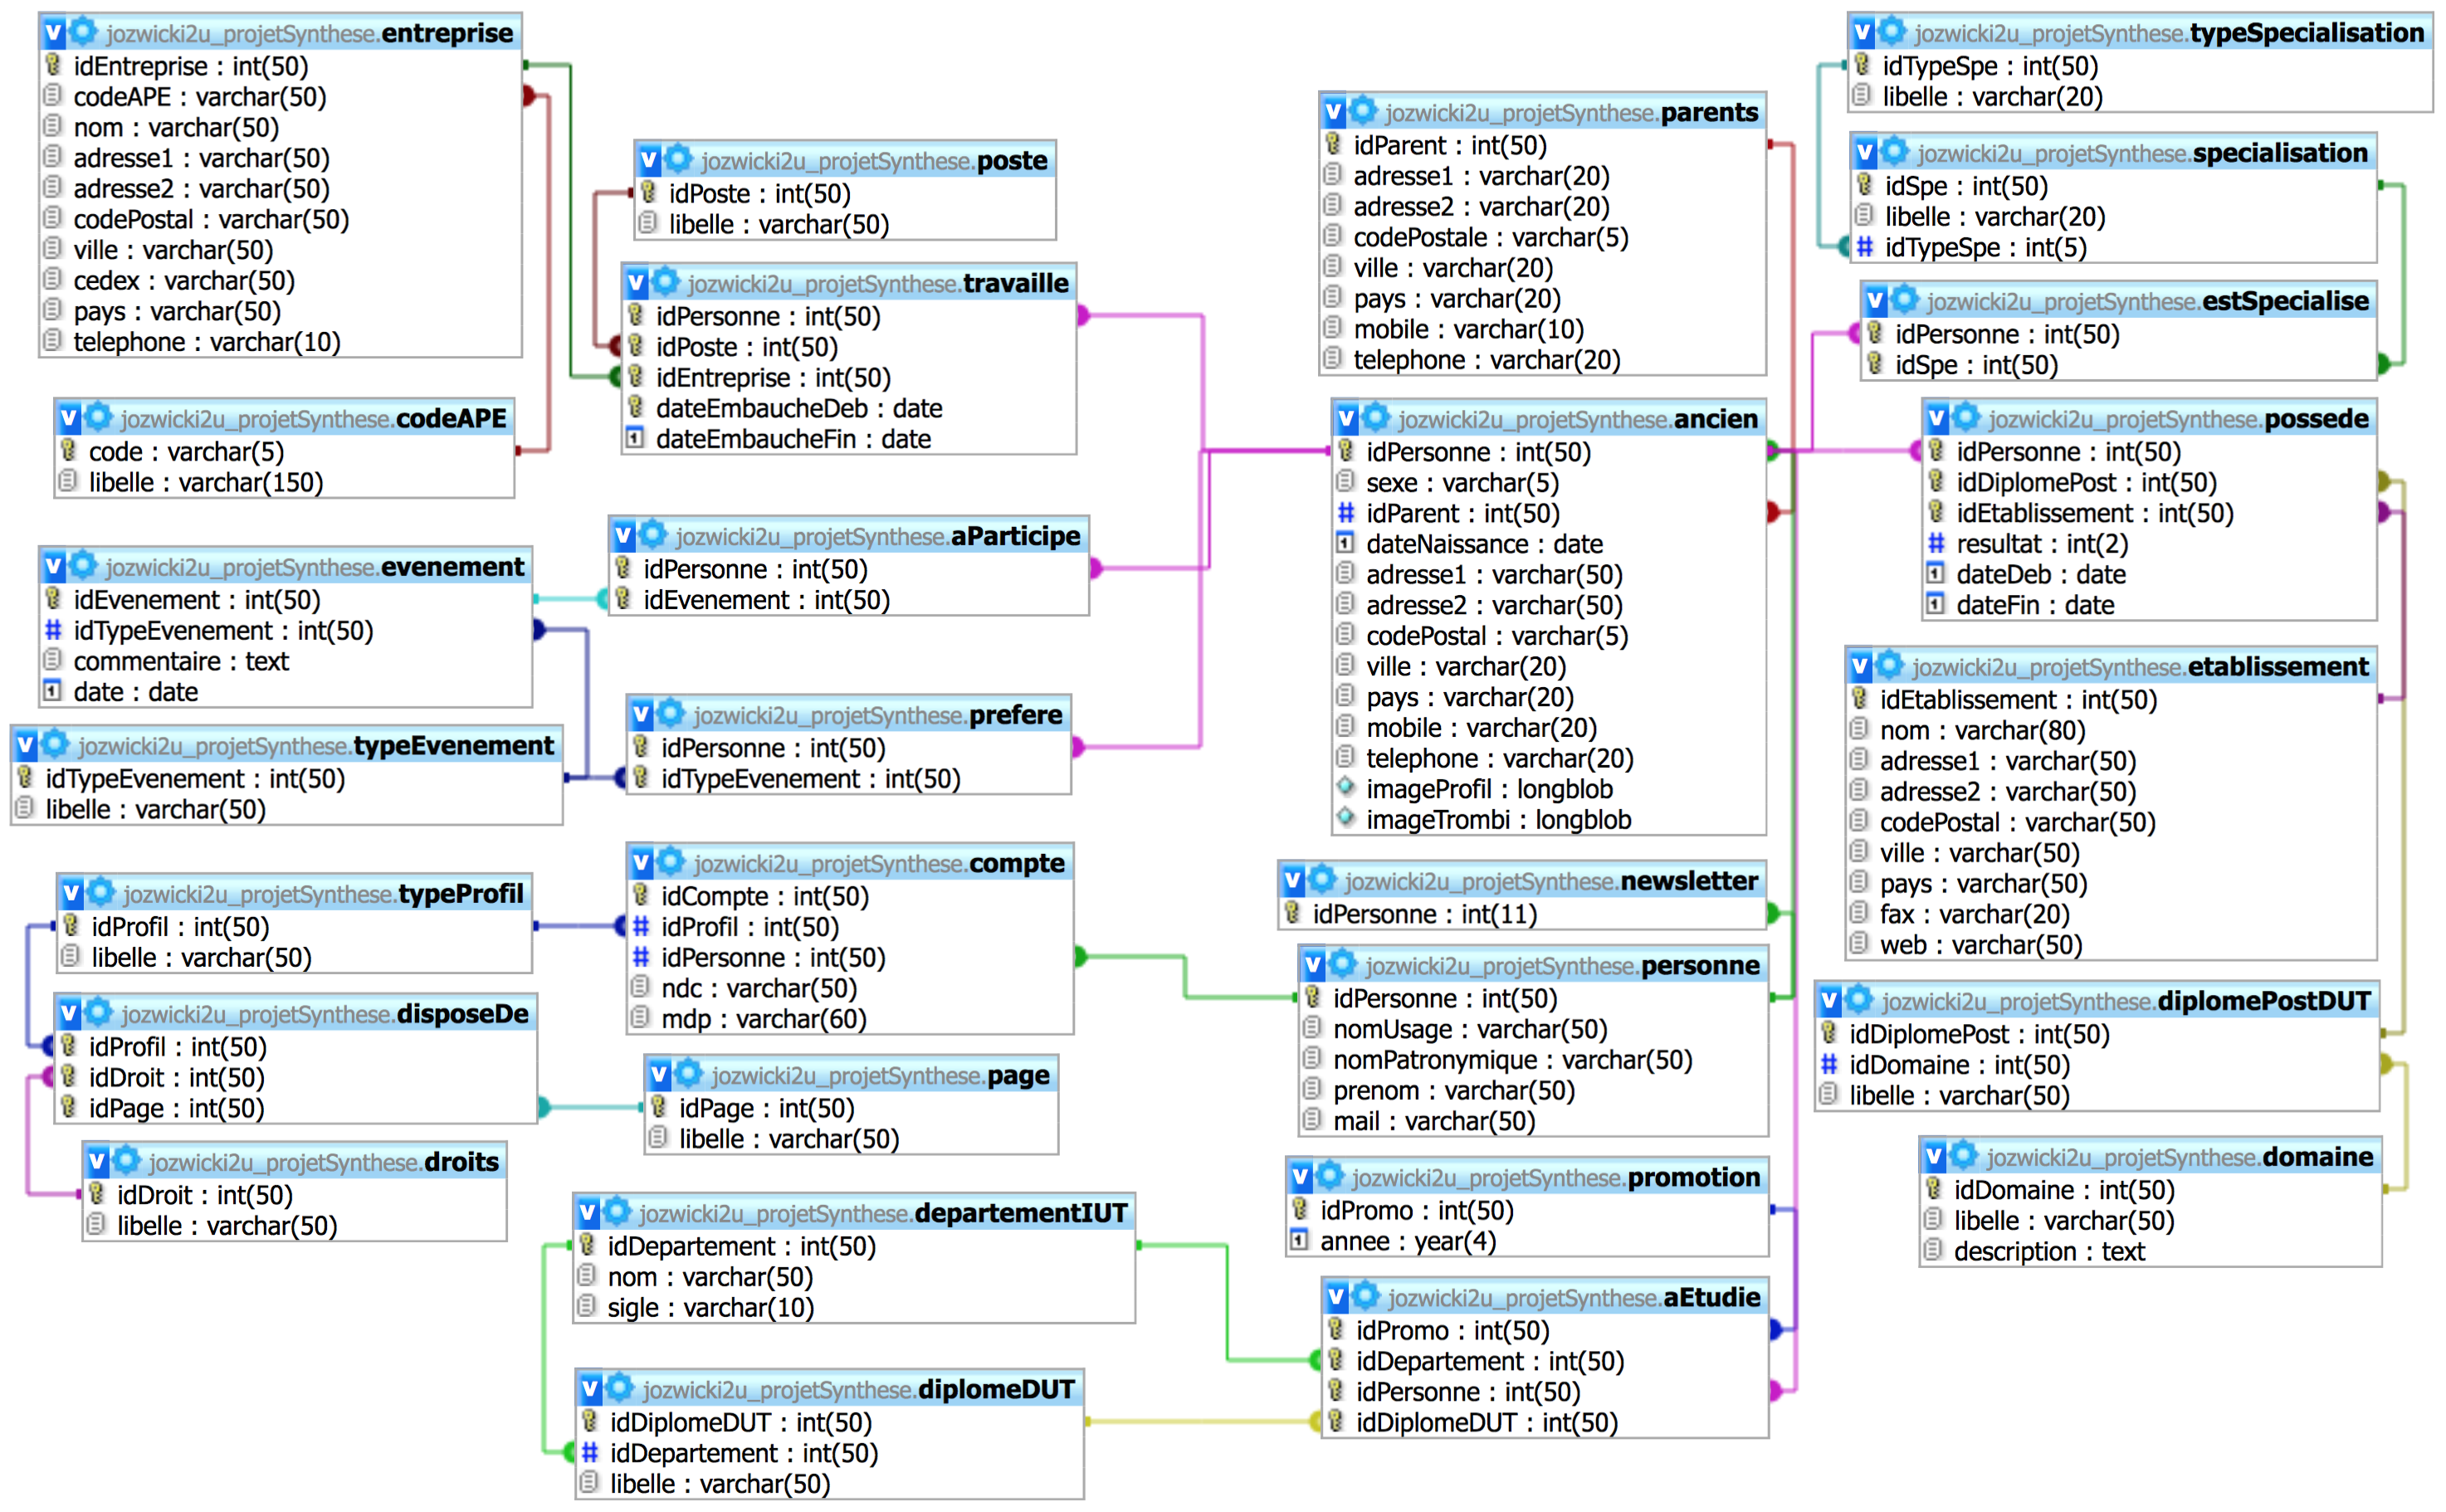 jozwicki2u_projetSynthese.entreprise
idEntreprise : int(50)
codeAPE : varchar(50)
nom : varchar(50)
adresse1 : varchar(50)
adresse2 : varchar(50)
codePostal : varchar(50)
ville : varchar(50)
cedex : varchar(50)
pays : varchar(50)
telephone : varchar(10)
jozwicki2u_projetSynthese.codeAPE
code : varchar(5)
libelle : varchar(150)
jozwicki2u_projetSynthese.evenement
idEvenement : int(50)
idTypeEvenement : int(50)
commentaire : text
date : date
jozwicki2u_projetSynthese.typeEvenement
idTypeEvenement : int(50)
libelle : varchar(50)
jozwicki2u_projetSynthese.typeProfil
idProfil : int(50)
libelle : varchar(50)
jozwicki2u_projetSynthese.disposeDe
idProfil : int(50)
idDroit : int(50)
idPage : int(50)
jozwicki2u_projetSynthese.droits
idDroit : int(50)
libelle : varchar(50)
jozwicki2u_projetSynthese.poste
idPoste : int(50)
libelle : varchar(50)
jozwicki2u_projetSynthese.travaille
idPersonne : int(50)
idPoste : int(50)
idEntreprise : int(50)
dateEmbaucheDeb : date
dateEmbaucheFin : date
jozwicki2u_projetSynthese.aParticipe
idPersonne : int(50)
idEvenement : int(50)
jozwicki2u_projetSynthese.prefere
idPersonne : int(50)
idTypeEvenement : int(50)
jozwicki2u_projetSynthese.compte
idCompte : int(50)
idProfil : int(50)
idPersonne : int(50)
ndc : varchar(50)
mdp : varchar(60)
jozwicki2u_projetSynthese.page
idPage : int(50)
libelle : varchar(50)
jozwicki2u_projetSynthese.departementIUT
idDepartement : int(50)
nom : varchar(50)
sigle : varchar(10)
jozwicki2u_projetSynthese.diplomeDUT
idDiplomeDUT : int(50)
idDepartement : int(50)
libelle : varchar(50)
jozwicki2u_projetSynthese.parents
idParent : int(50)
adresse1 : varchar(20)
adresse2 : varchar(20)
codePostale : varchar(5)
ville : varchar(20)
pays : varchar(20)
mobile : varchar(10)
telephone : varchar(20)
jozwicki2u_projetSynthese.ancien
idPersonne : int(50)
sexe : varchar(5)
idParent : int(50)
dateNaissance : date
adresse1 : varchar(50)
adresse2 : varchar(50)
codePostal : varchar(5)
ville : varchar(20)
pays : varchar(20)
mobile : varchar(20)
telephone : varchar(20)
imageProfil : longblob
imageTrombi : longblob
jozwicki2u_projetSynthese.newsletter
idPersonne : int(11)
jozwicki2u_projetSynthese.personne
idPersonne : int(50)
nomUsage : varchar(50)
nomPatronymique : varchar(50)
prenom : varchar(50)
mail : varchar(50)
jozwicki2u_projetSynthese.promotion
idPromo : int(50)
annee : year(4)
jozwicki2u_projetSynthese.aEtudie
idPromo : int(50)
idDepartement : int(50)
idPersonne : int(50)
idDiplomeDUT : int(50)
jozwicki2u_projetSynthese.typeSpecialisation
idTypeSpe : int(50)
libelle : varchar(20)
jozwicki2u_projetSynthese.specialisation
idSpe : int(50)
libelle : varchar(20)
idTypeSpe : int(5)
jozwicki2u_projetSynthese.estSpecialise
idPersonne : int(50)
idSpe : int(50)
jozwicki2u_projetSynthese.possede
idPersonne : int(50)
idDiplomePost : int(50)
idEtablissement : int(50)
resultat : int(2)
dateDeb : date
dateFin : date
jozwicki2u_projetSynthese.etablissement
idEtablissement : int(50)
nom : varchar(80)
adresse1 : varchar(50)
adresse2 : varchar(50)
codePostal : varchar(50)
ville : varchar(50)
pays : varchar(50)
fax : varchar(20)
web : varchar(50)
jozwicki2u_projetSynthese.diplomePostDUT
idDiplomePost : int(50)
idDomaine : int(50)
libelle : varchar(50)
jozwicki2u_projetSynthese.domaine
idDomaine : int(50)
libelle : varchar(50)
description : text